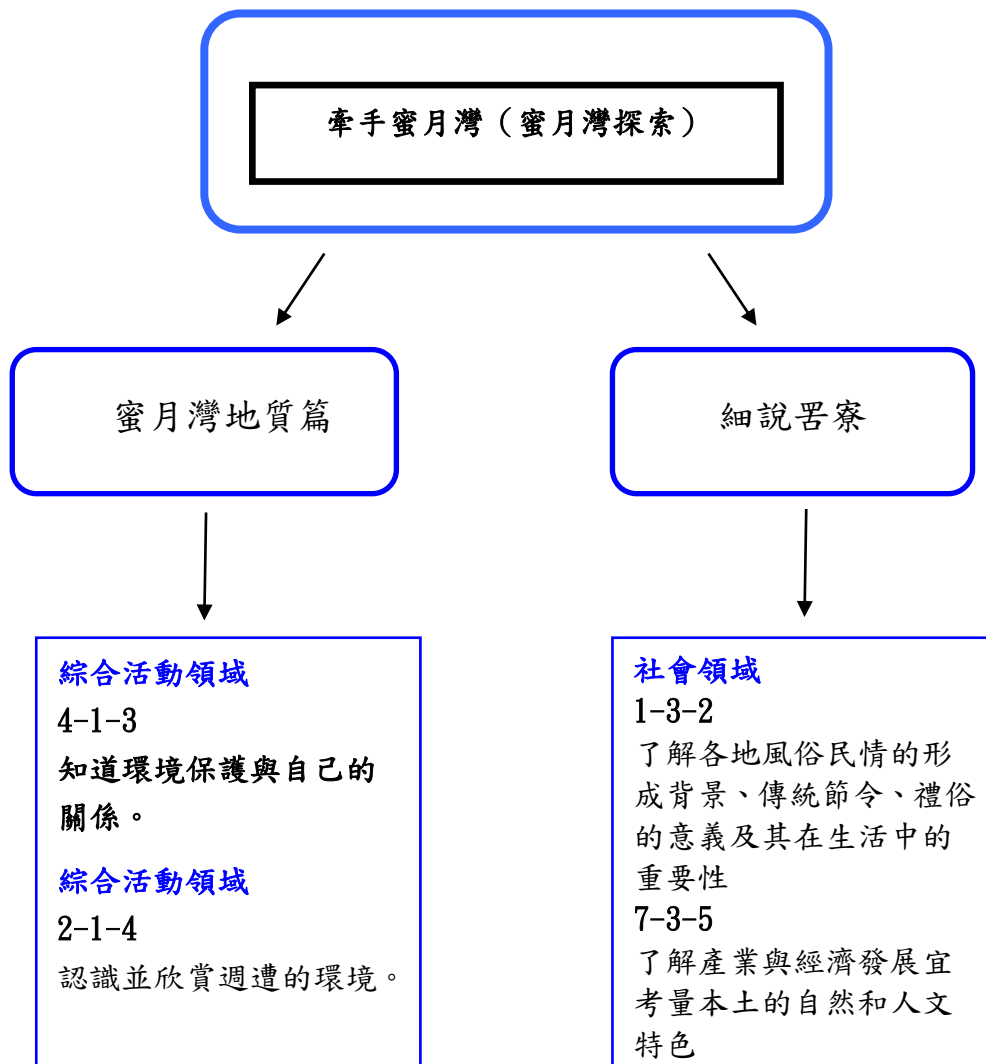 牽手蜜月灣（蜜月灣探索）
蜜月灣地質篇
細說罟寮
綜合活動領域
4-1-3
知道環境保護與自己的
關係。
綜合活動領域
2-1-4
認識並欣賞週遭的環境。
社會領域
1-3-2
了解各地風俗民情的形
成背景、傳統節令、禮俗
的意義及其在生活中的
重要性
7-3-5
了解產業與經濟發展宜
考量本土的自然和人文
特色